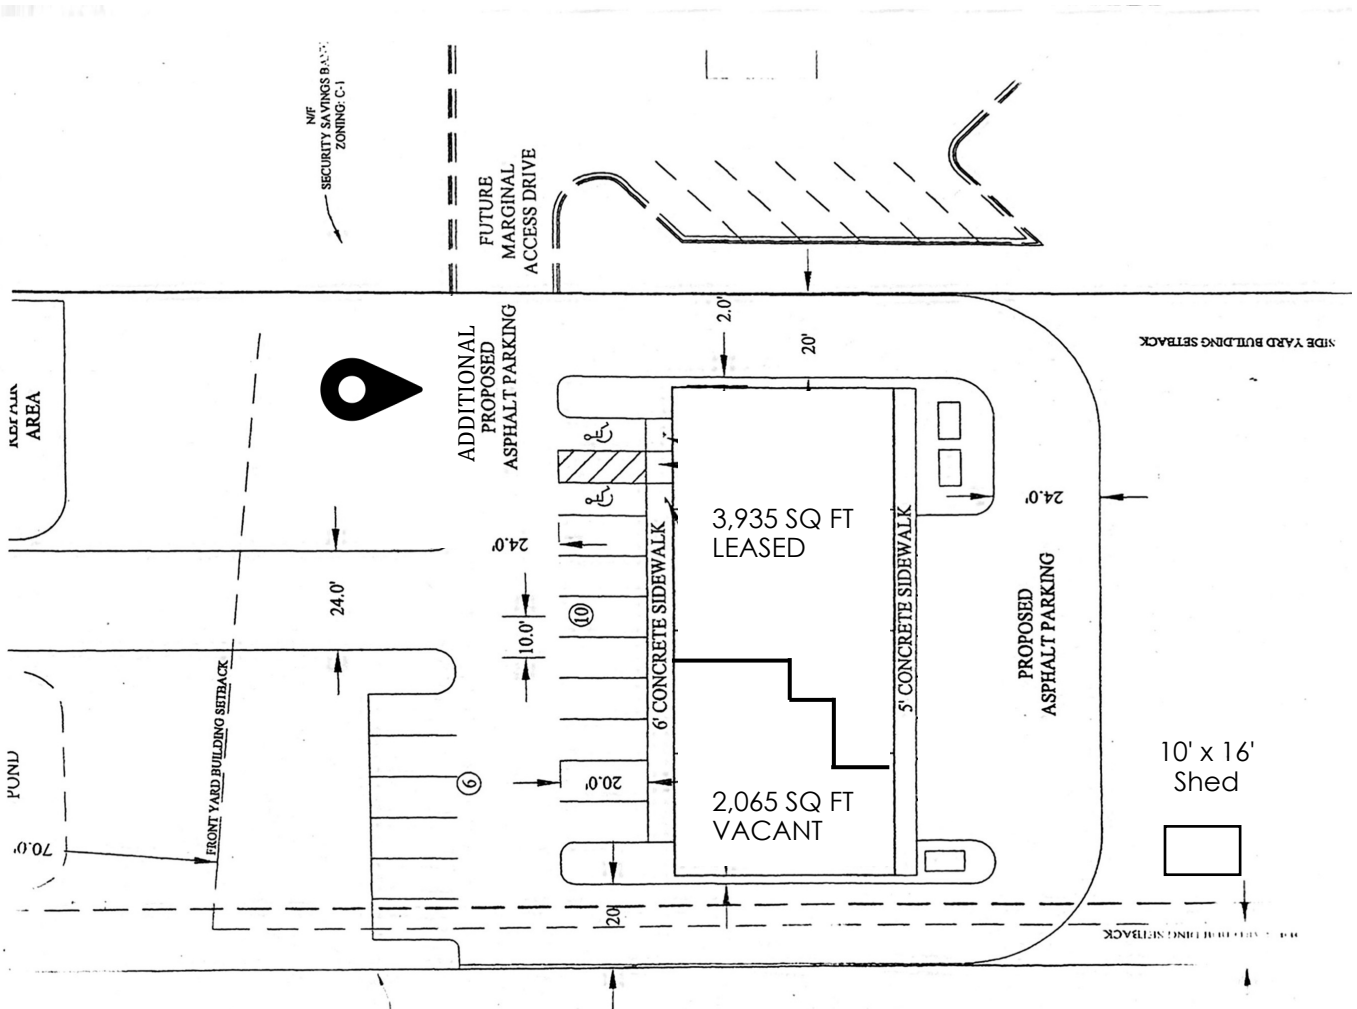 N/F
SECURITY SAVINGS BANK
ZONING: C-1
FUTURE
MARGINAL
ACCESS DRIVE
2.0'
20'
SIDE YARD BUILDING SETBACK
REPAIR
AREA
ADDITIONAL
PROPOSED
ASPHALT PARKING
24.0'
24.0'
24.0'
10.0'
10
6' CONCRETE SIDEWALK
3,935 SQ FT
LEASED
5' CONCRETE SIDEWALK
PROPOSED
ASPHALT PARKING
FRONT YARD BUILDING SETBACK
POND
70.0'
6
20.0'
2,065 SQ FT
VACANT
10' x 16'
Shed
20'
BUILDING SETBACK